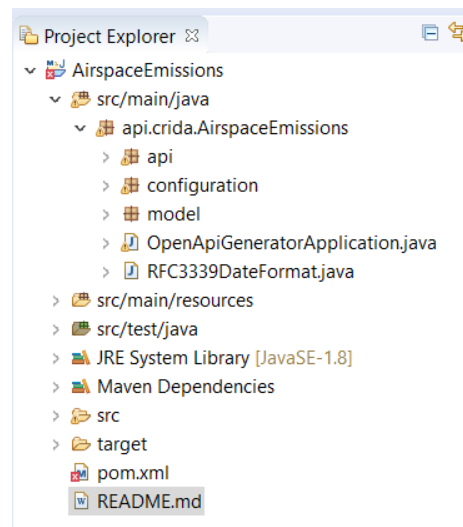 Project Explorer
AirspaceEmissions
src/main/java
api.crida.AirspaceEmissions
api
configuration
model
OpenApiGeneratorApplication.java
RFC3339DateFormat.java
src/main/resources
src/test/java
JRE System Library [JavaSE-1.8]
Maven Dependencies
src
target
pom.xml
README.md